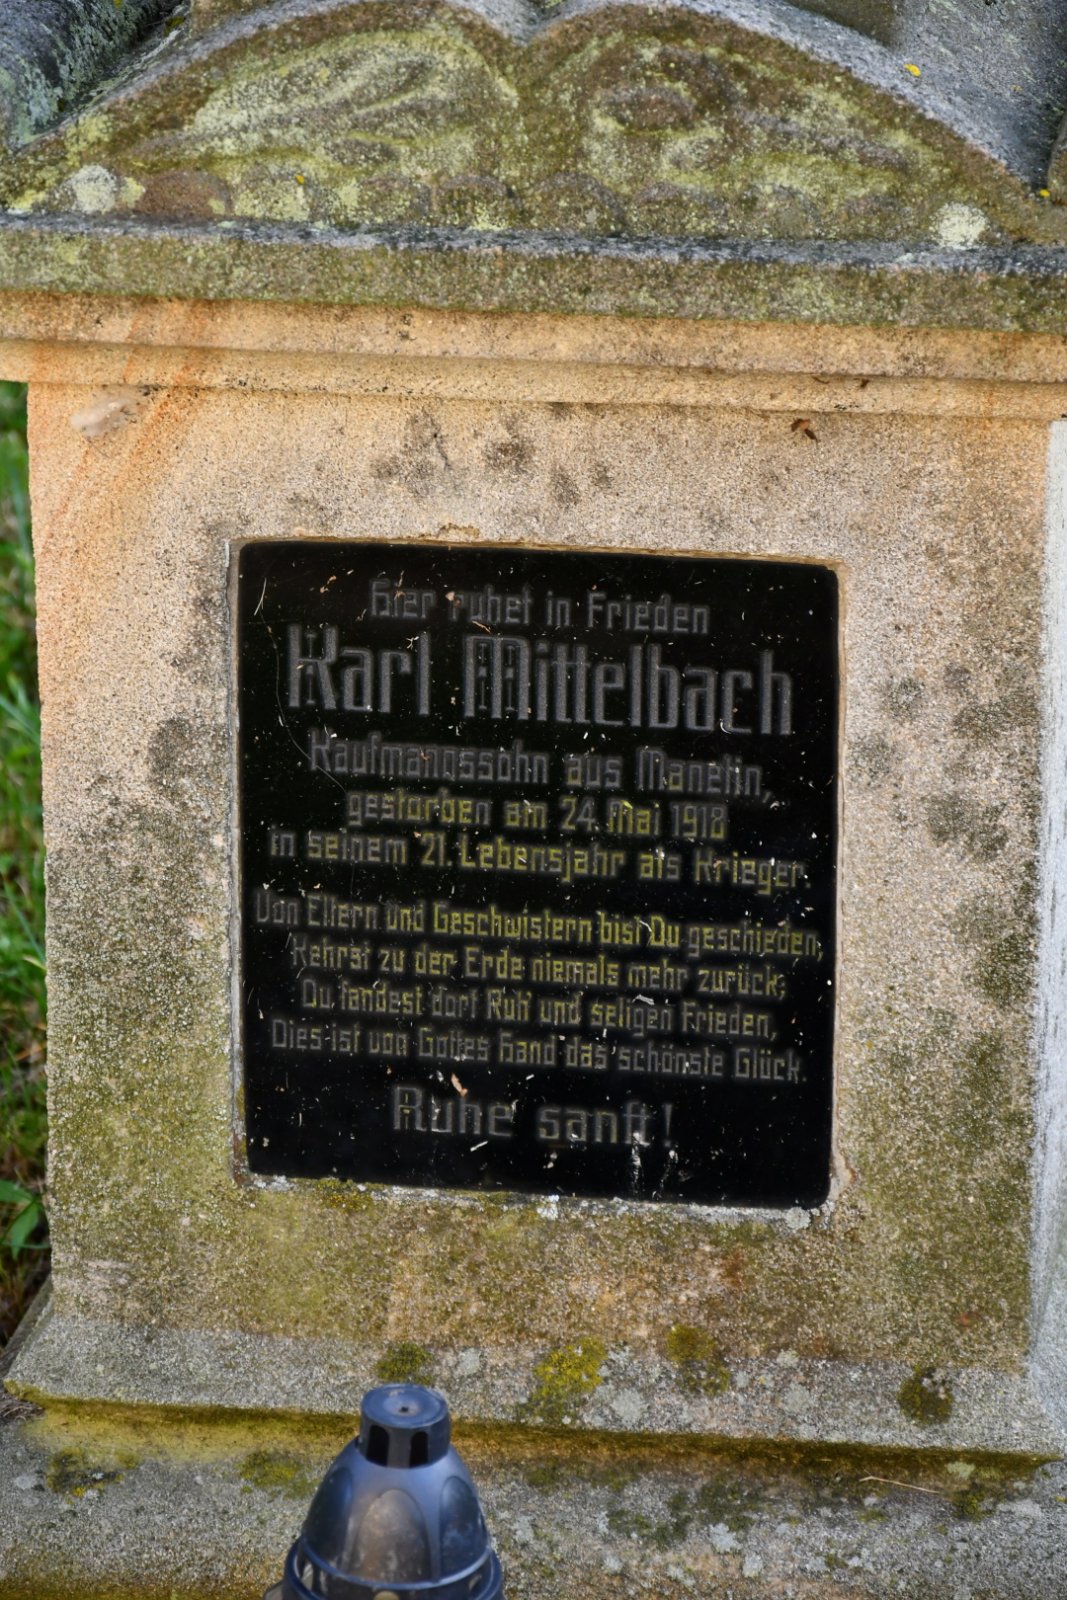 Hier ruhet in Frieden
Karl Mittelbach
Kaufmannssohn aus Manetin,
gestorben am 24. Mai 1918
in seinem 21. Lebensjahr als Krieger.
Von Eltern und Geschwistern bist Du geschieden,
Kehrst zu der Erde niemals mehr zurück;
Du fandest dort Ruh' und seligen Frieden,
Dies ist von Gottes Hand das schönste Glück.
Ruhe sanft!